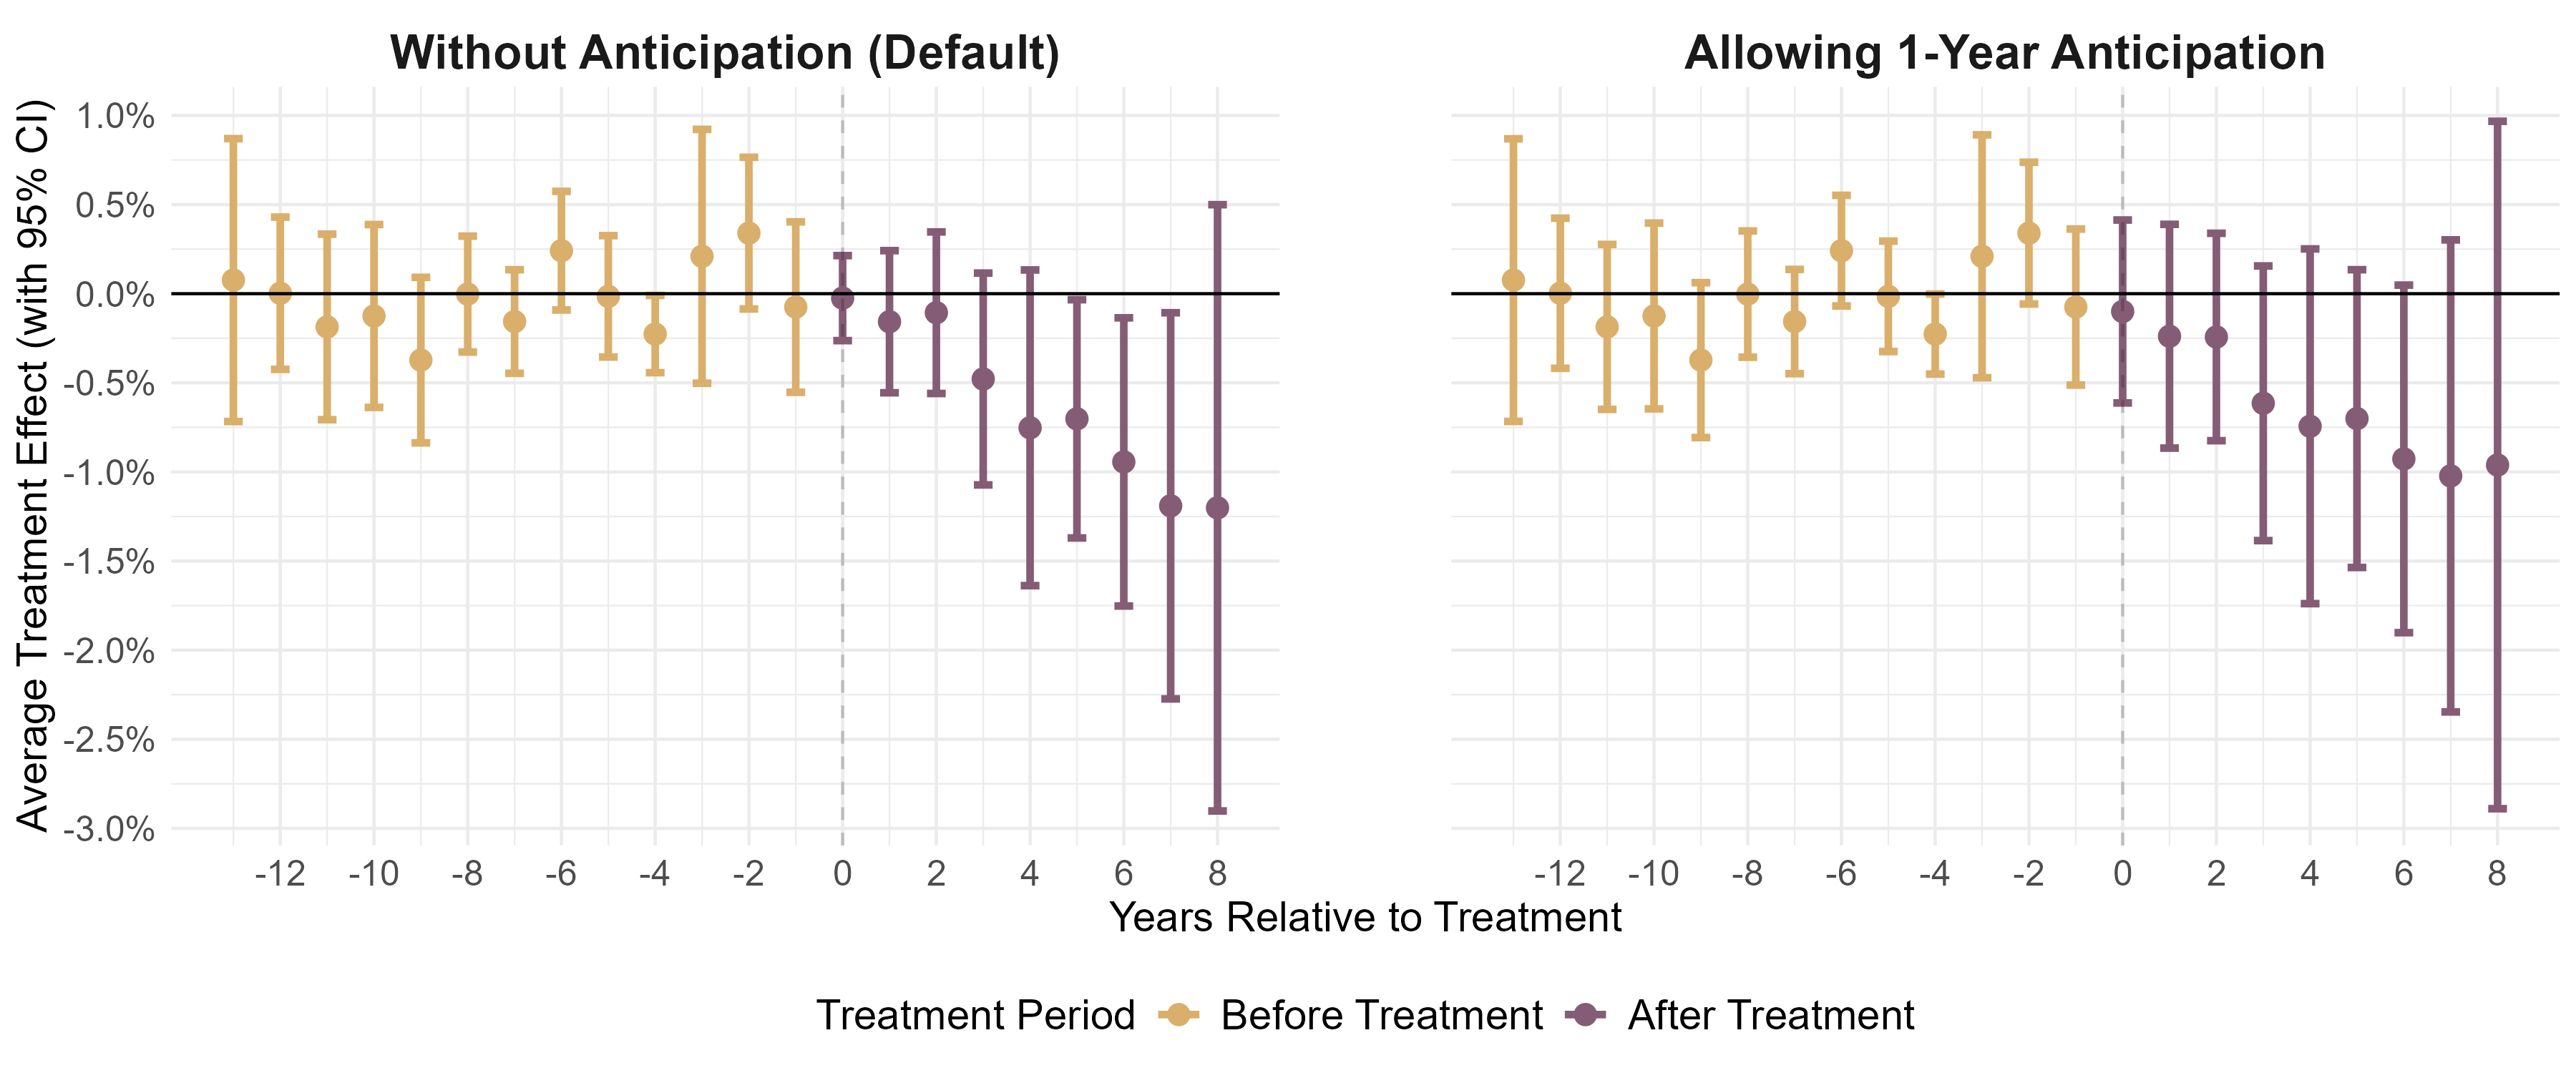 Without Anticipation (Default)
Allowing 1-Year Anticipation
Average Treatment Effect (with 95% CI)
1.0%
0.5%
0.0%
-0.5%
-1.0%
-1.5%
-2.0%
-2.5%
-3.0%
-12 -10 -8 -6 -4 -2 0 2 4 6 8
-12 -10 -8 -6 -4 -2 0 2 4 6 8
Years Relative to Treatment
Treatment Period Before Treatment After Treatment